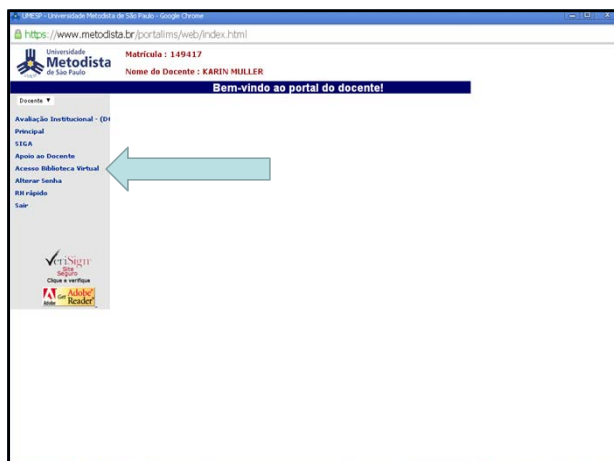 UMESP - Universidade Metodista de São Paulo - Google Chrome
https://www.metodista.br/portalims/web/index.html
Universidade
Metodista
de São Paulo
Matrícula : 149417
Nome do Docente : KARIN MULLER
Bem-vindo ao portal do docente!
Docente ▼
Avaliação Institucional - (D
Principal
SIGA
Apoio ao Docente
Acesso Biblioteca Virtual
Alterar Senha
RH rápido
Sair
VeriSign
Site
Seguro
Clique e verifique
Adobe
Get Adobe®
Reader®